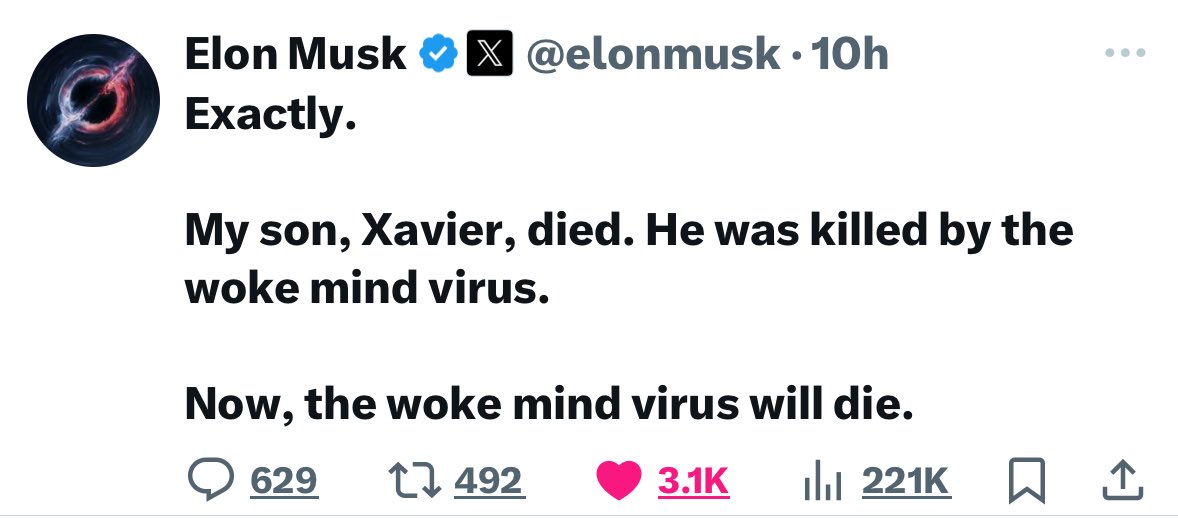 Elon Musk @elonmusk · 10h
Exactly.
My son, Xavier, died. He was killed by the
woke mind virus.
Now, the woke mind virus will die.
629 492 3.1K 221K